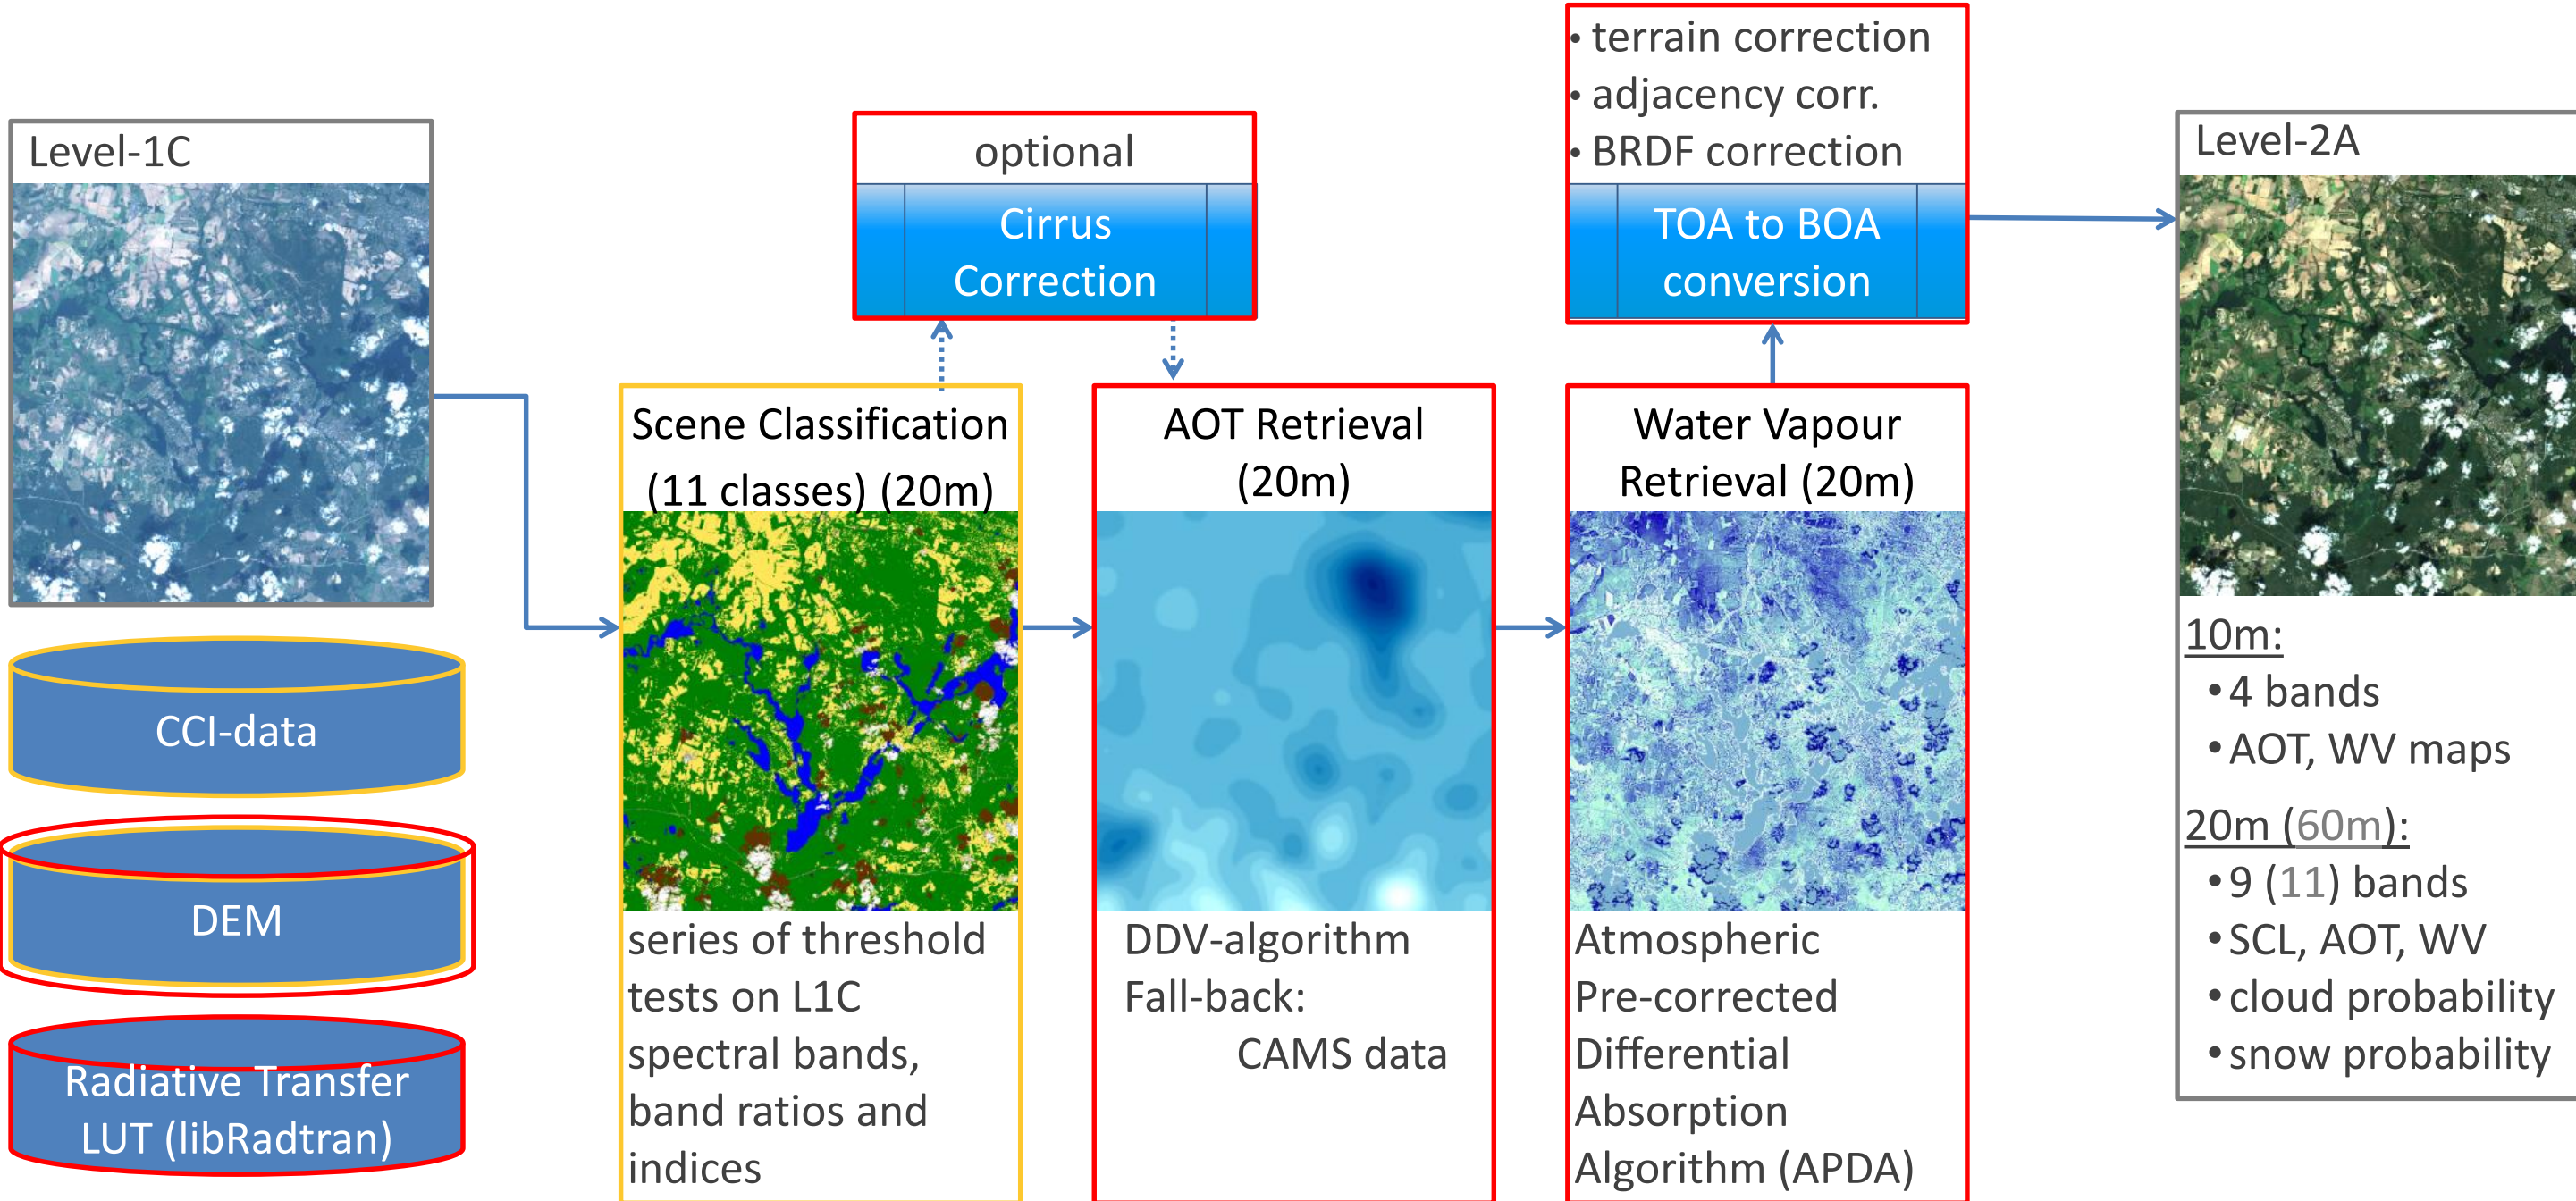 Level-1C
CCI-data
DEM
Radiative Transfer
LUT (libRadtran)
Scene Classification
(11 classes) (20m)
series of threshold
tests on L1C
spectral bands,
band ratios and
indices
optional
Cirrus
Correction
AOT Retrieval
(20m)
DDV-algorithm
Fall-back:
CAMS data
Water Vapour
Retrieval (20m)
Atmospheric
Pre-corrected
Differential
Absorption
Algorithm (APDA)
• terrain correction
• adjacency corr.
• BRDF correction
TOA to BOA
conversion
Level-2A
10m:
• 4 bands
• AOT, WV maps
20m (60m):
• 9 (11) bands
• SCL, AOT, WV
• cloud probability
• snow probability